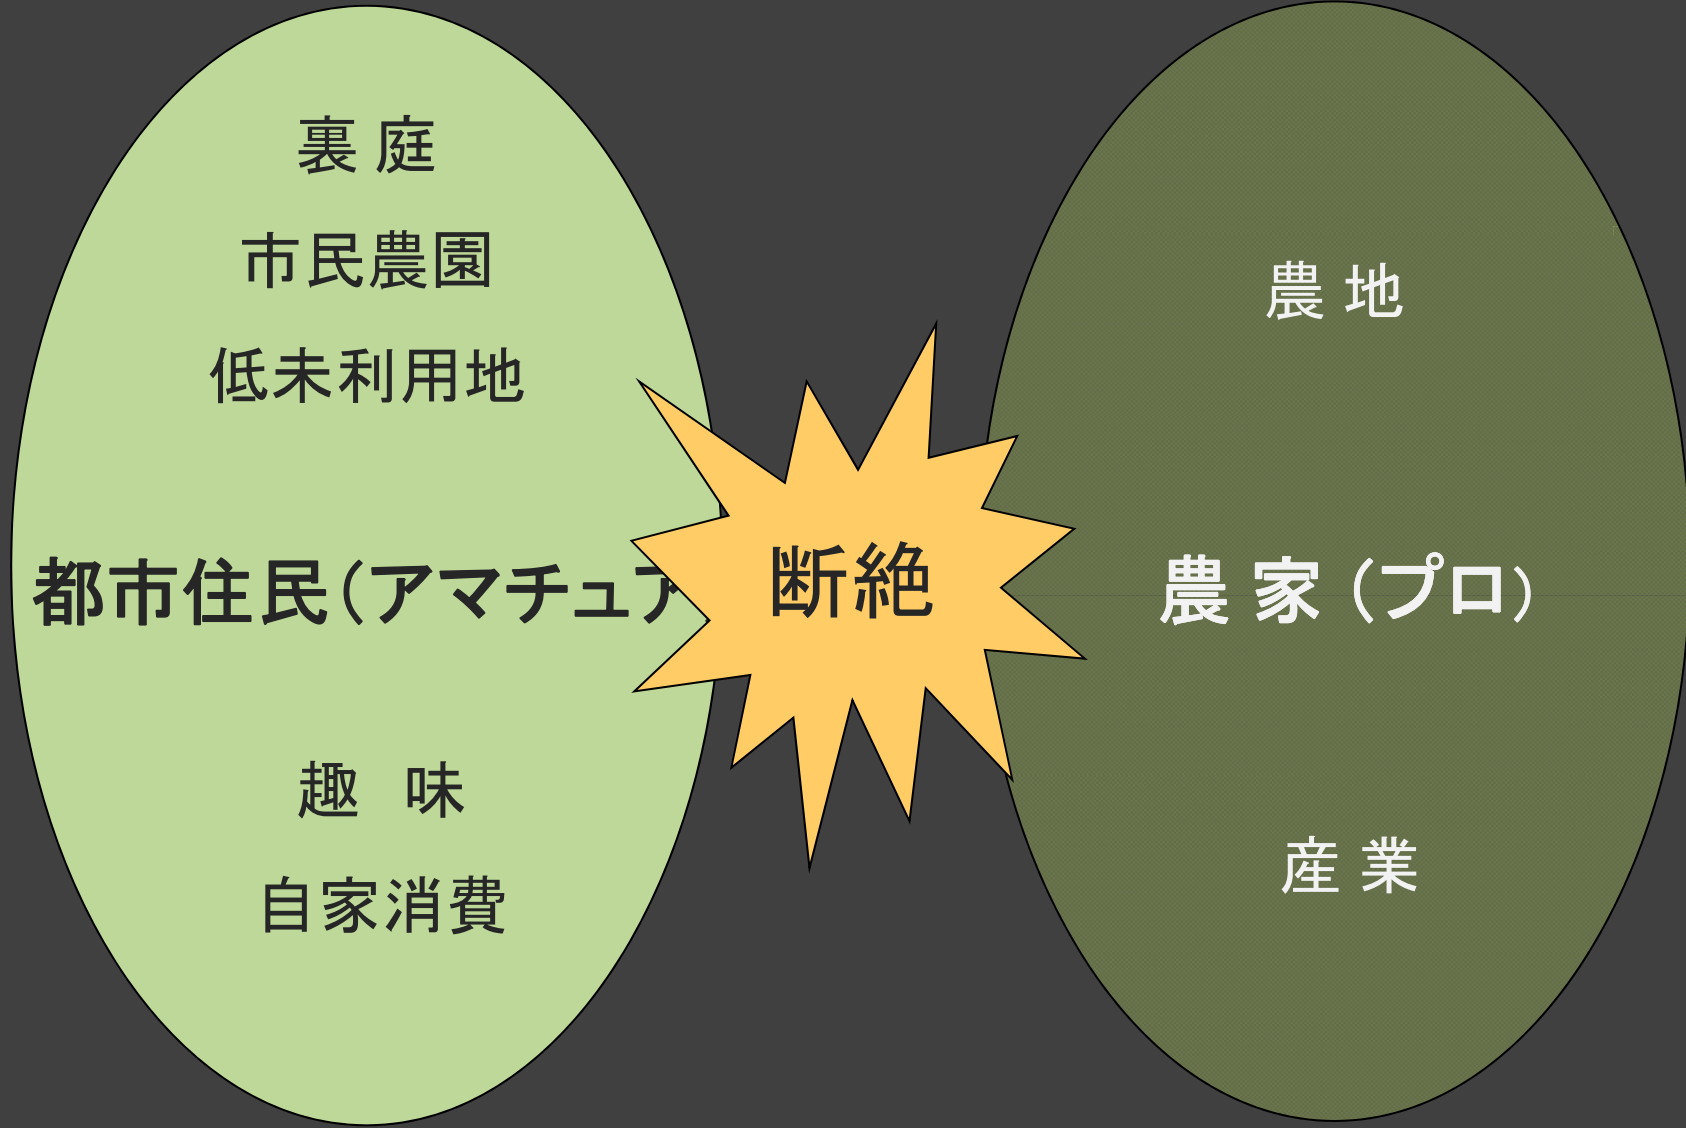 裏 庭
市民農園
低未利用地
都市住民（アマチュア
趣 味
自家消費
断絶
農 地
農 家（プロ）
産 業